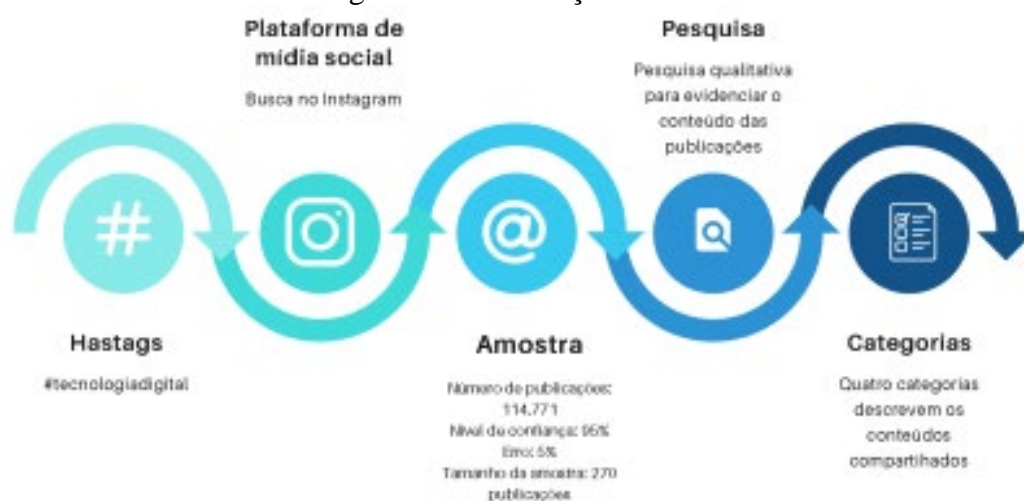 Plataforma de
mídia social
Busca no Instagram
Pesquisa
Pesquisa qualitativa
para evidenciar o
conteúdo das
publicações
#
@
Hastags
#tecnologiadigital
Amostra
Número de publicações:
114.771
Nível de confiança: 95%
Erro: 5%
Tamanho da amostra: 270
publicações
Categorias
Quatro categorias
descrevem os
conteúdos
compartilhados